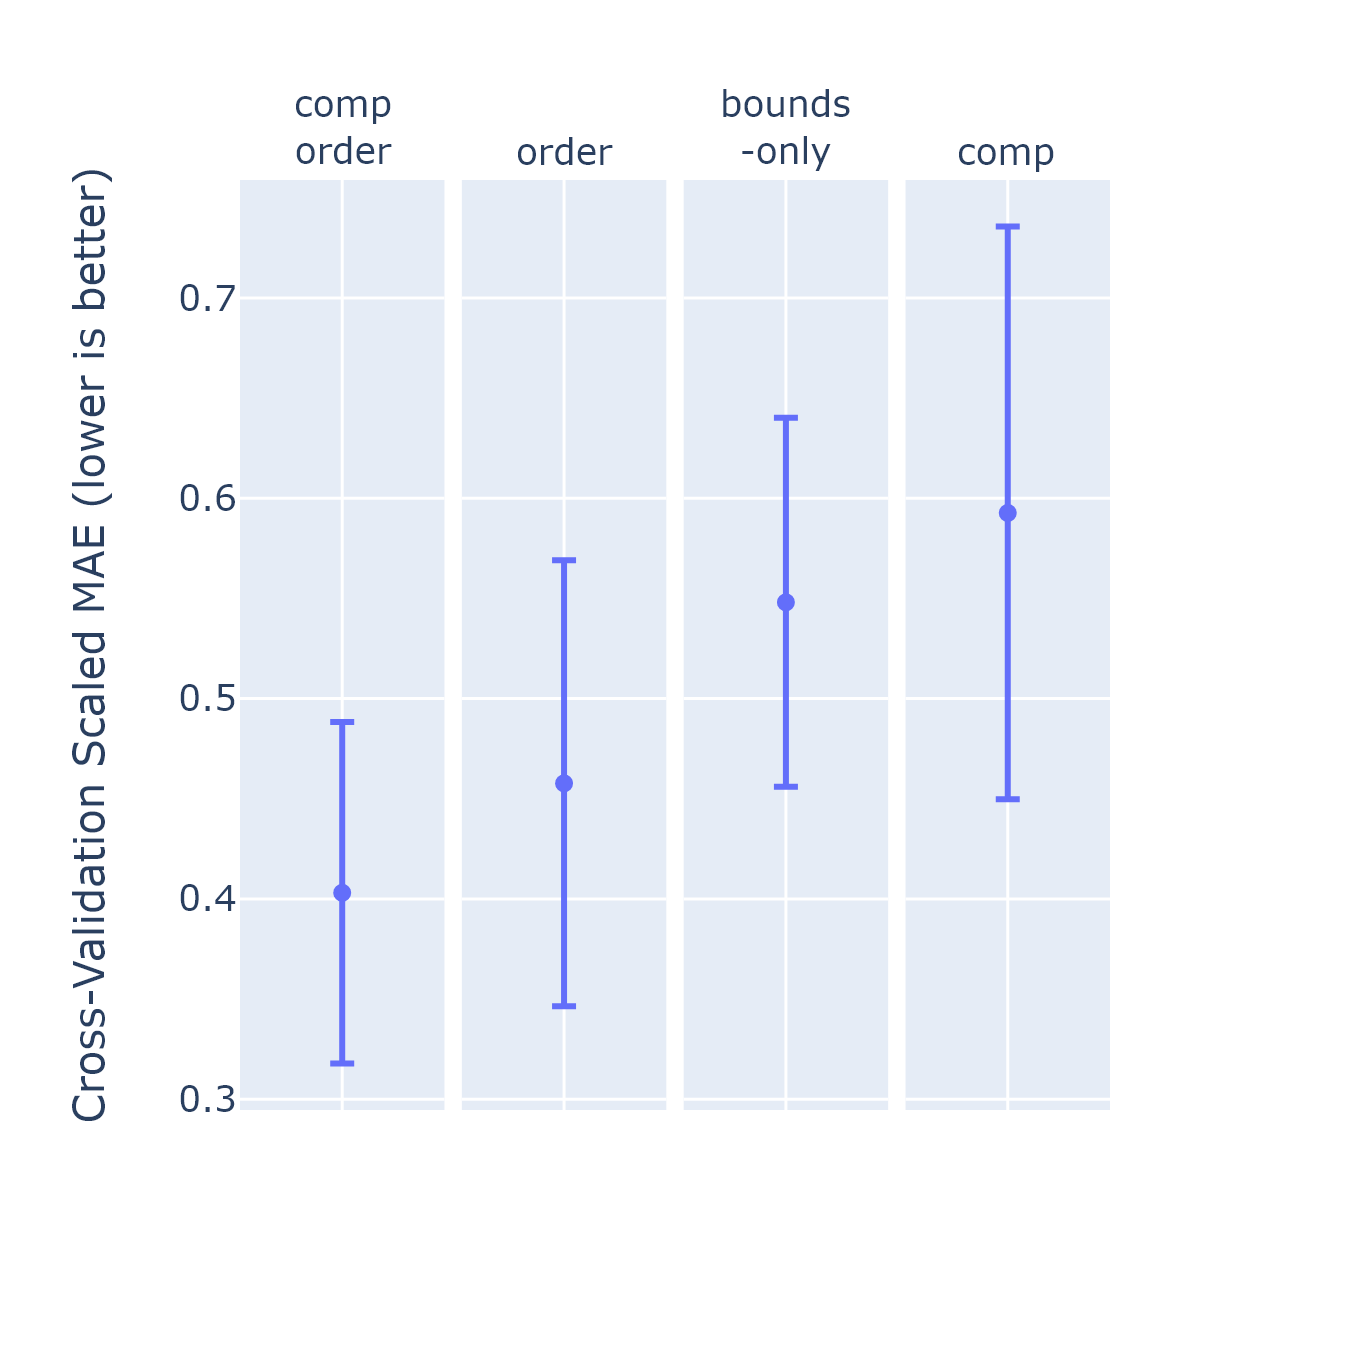 comp
order
order
bounds
-only
comp
Cross-Validation Scaled MAE (lower is better)
0.7
0.6
0.5
0.4
0.3